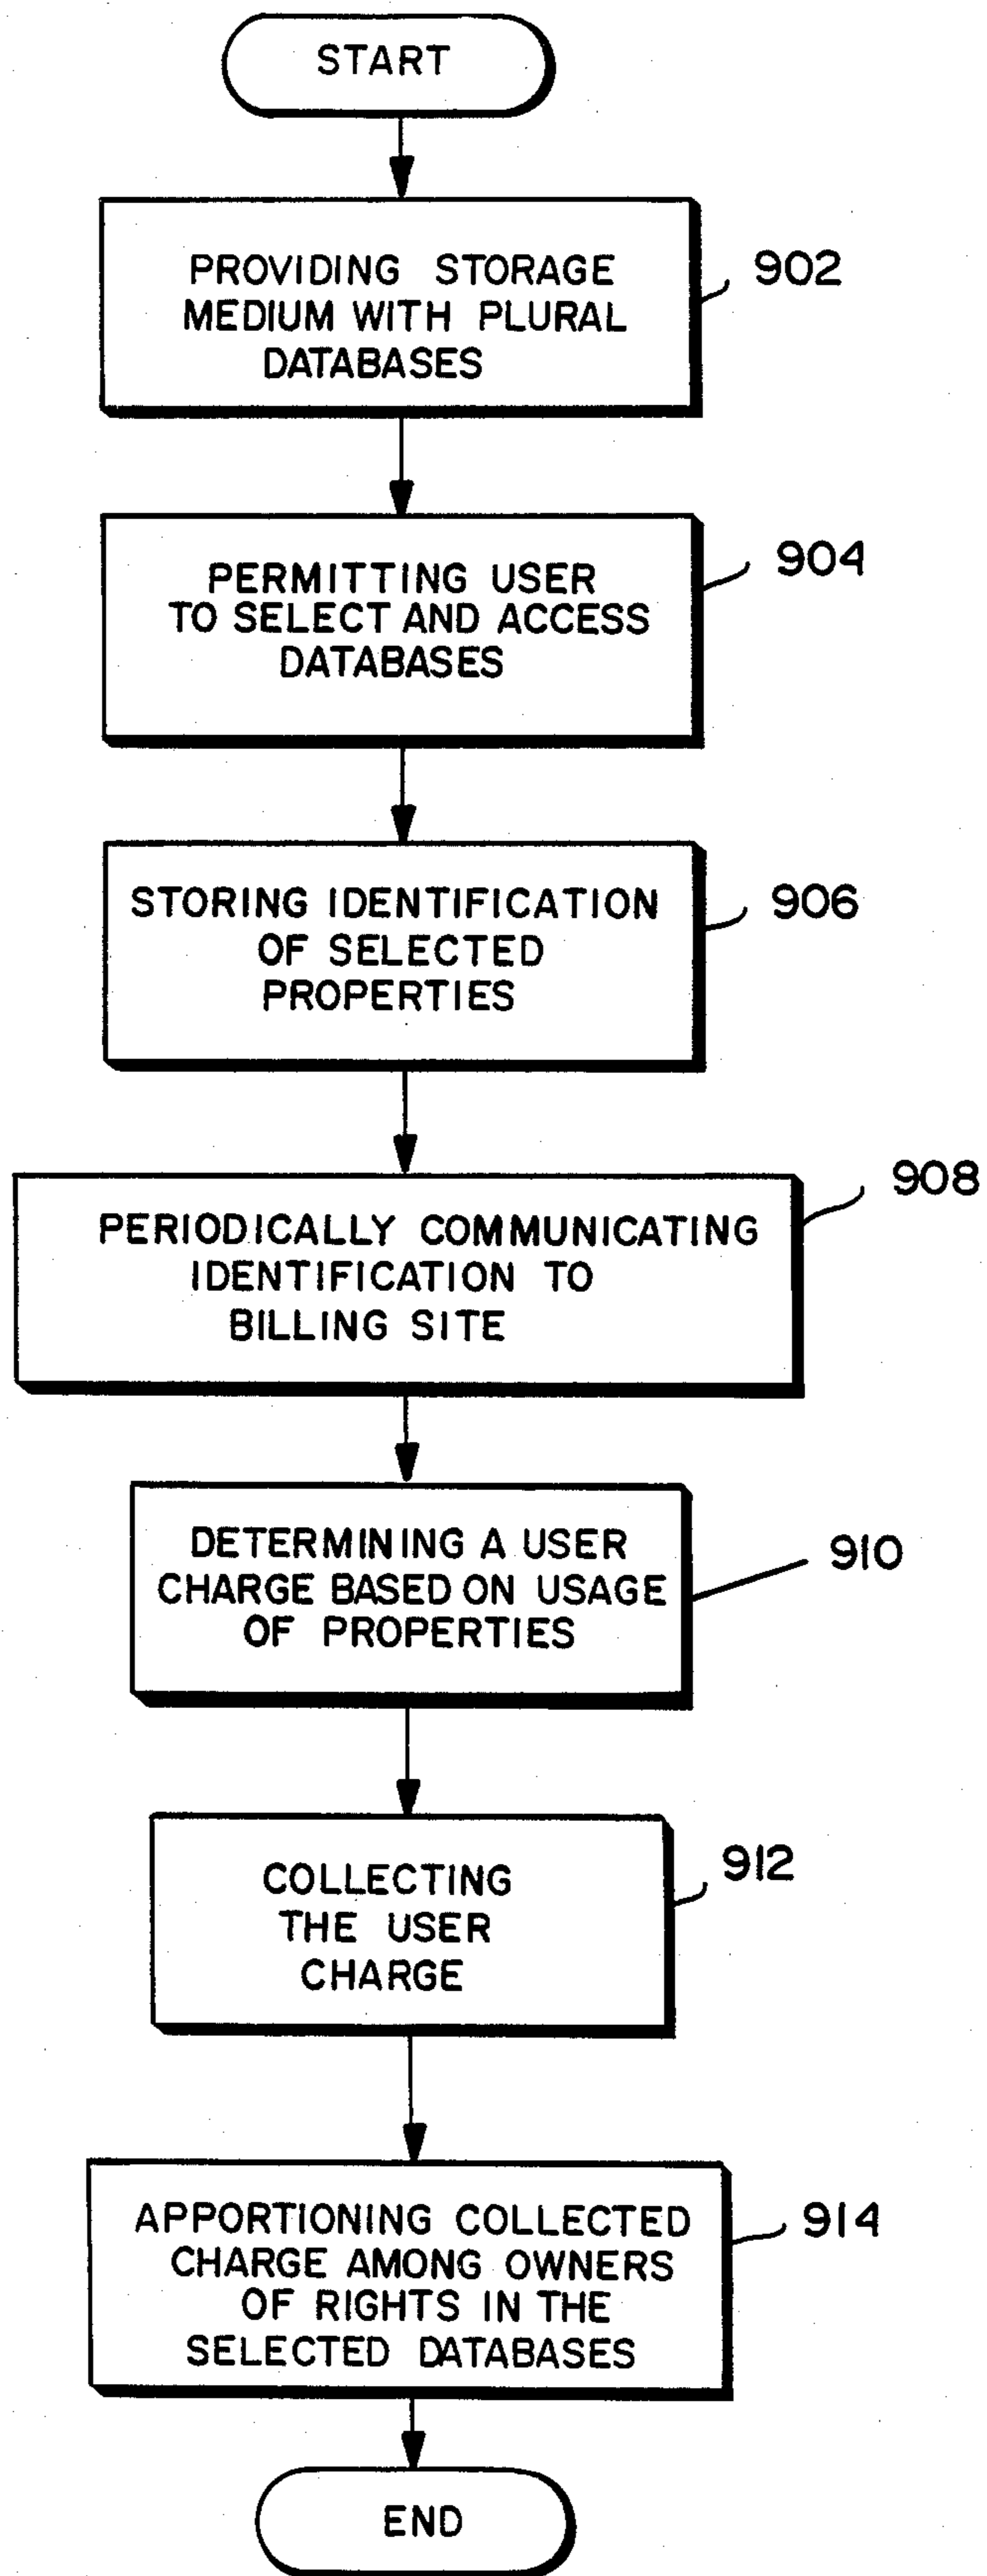 START
PROVIDING STORAGE
MEDIUM WITH PLURAL
DATABASES
902
PERMITTING USER
TO SELECT AND ACCESS
DATABASES
904
STORING IDENTIFICATION
OF SELECTED
PROPERTIES
906
PERIODICALLY COMMUNICATING
IDENTIFICATION TO
BILLING SITE
908
DETERMINING A USER
CHARGE BASED ON USAGE
OF PROPERTIES
910
COLLECTING
THE USER
CHARGE
912
APPORTIONING COLLECTED
CHARGE AMONG OWNERS
OF RIGHTS IN THE
SELECTED DATABASES
914
END